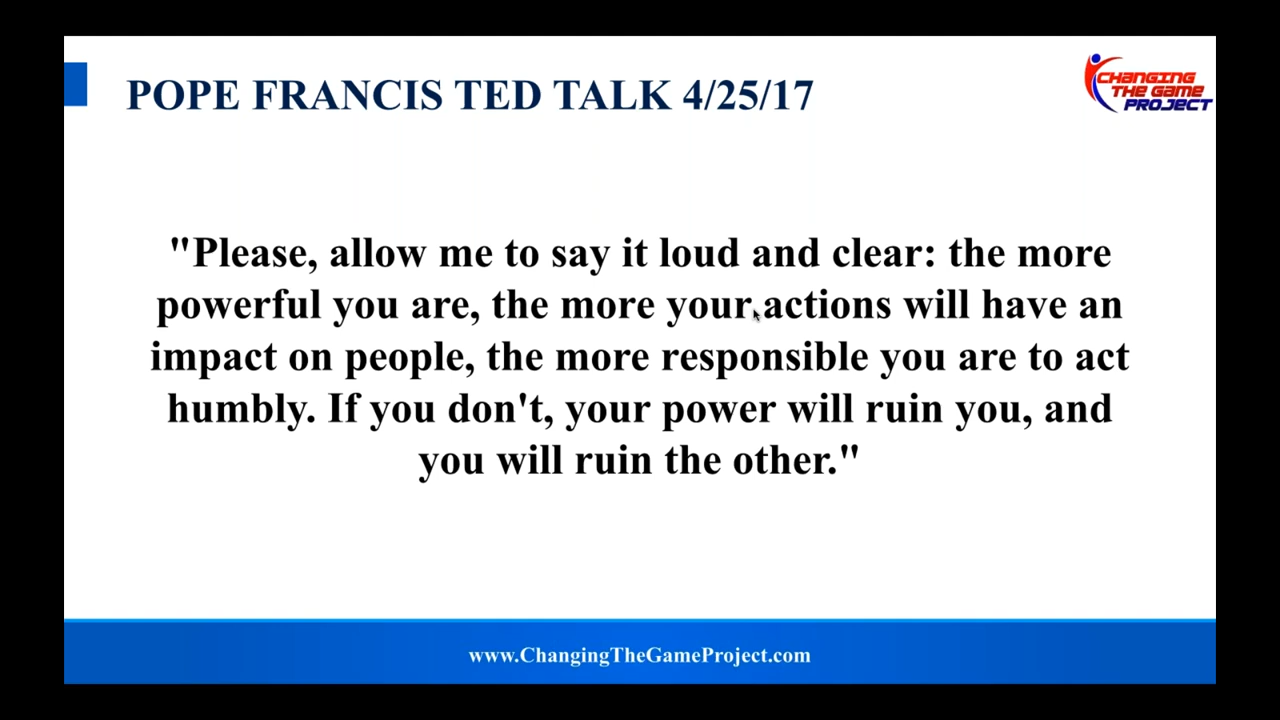 POPE FRANCIS TED TALK 4/25/17
CHANGING
THE GAME
PROJECT
"Please, allow me to say it loud and clear: the more
powerful you are, the more your actions will have an
impact on people, the more responsible you are to act
humbly. If you don't, your power will ruin you, and
you will ruin the other."
www.ChangingTheGameProject.com